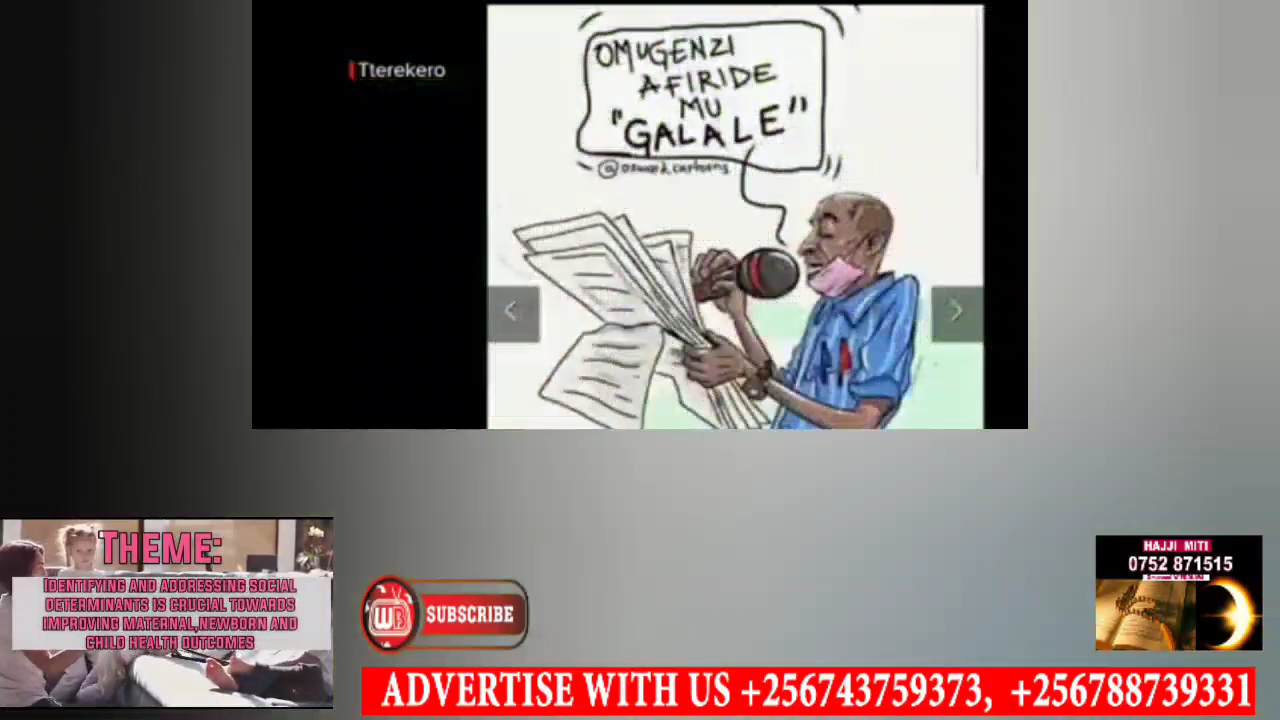 Tterekero
OMUGENZI
AFIRIDE
MU
"GALALE"
THEME:
IDENTIFYING AND ADDRESSING SOCIAL
DETERMINANTS IS CRUCIAL TOWARDS
IMPROVING MATERNAL,NEWBORN AND
CHILD HEALTH OUTCOMES
WB
SUBSCRIBE
HAJJI MITI
0752 871515
ADVERTISE WITH US +256743759373, +256788739331